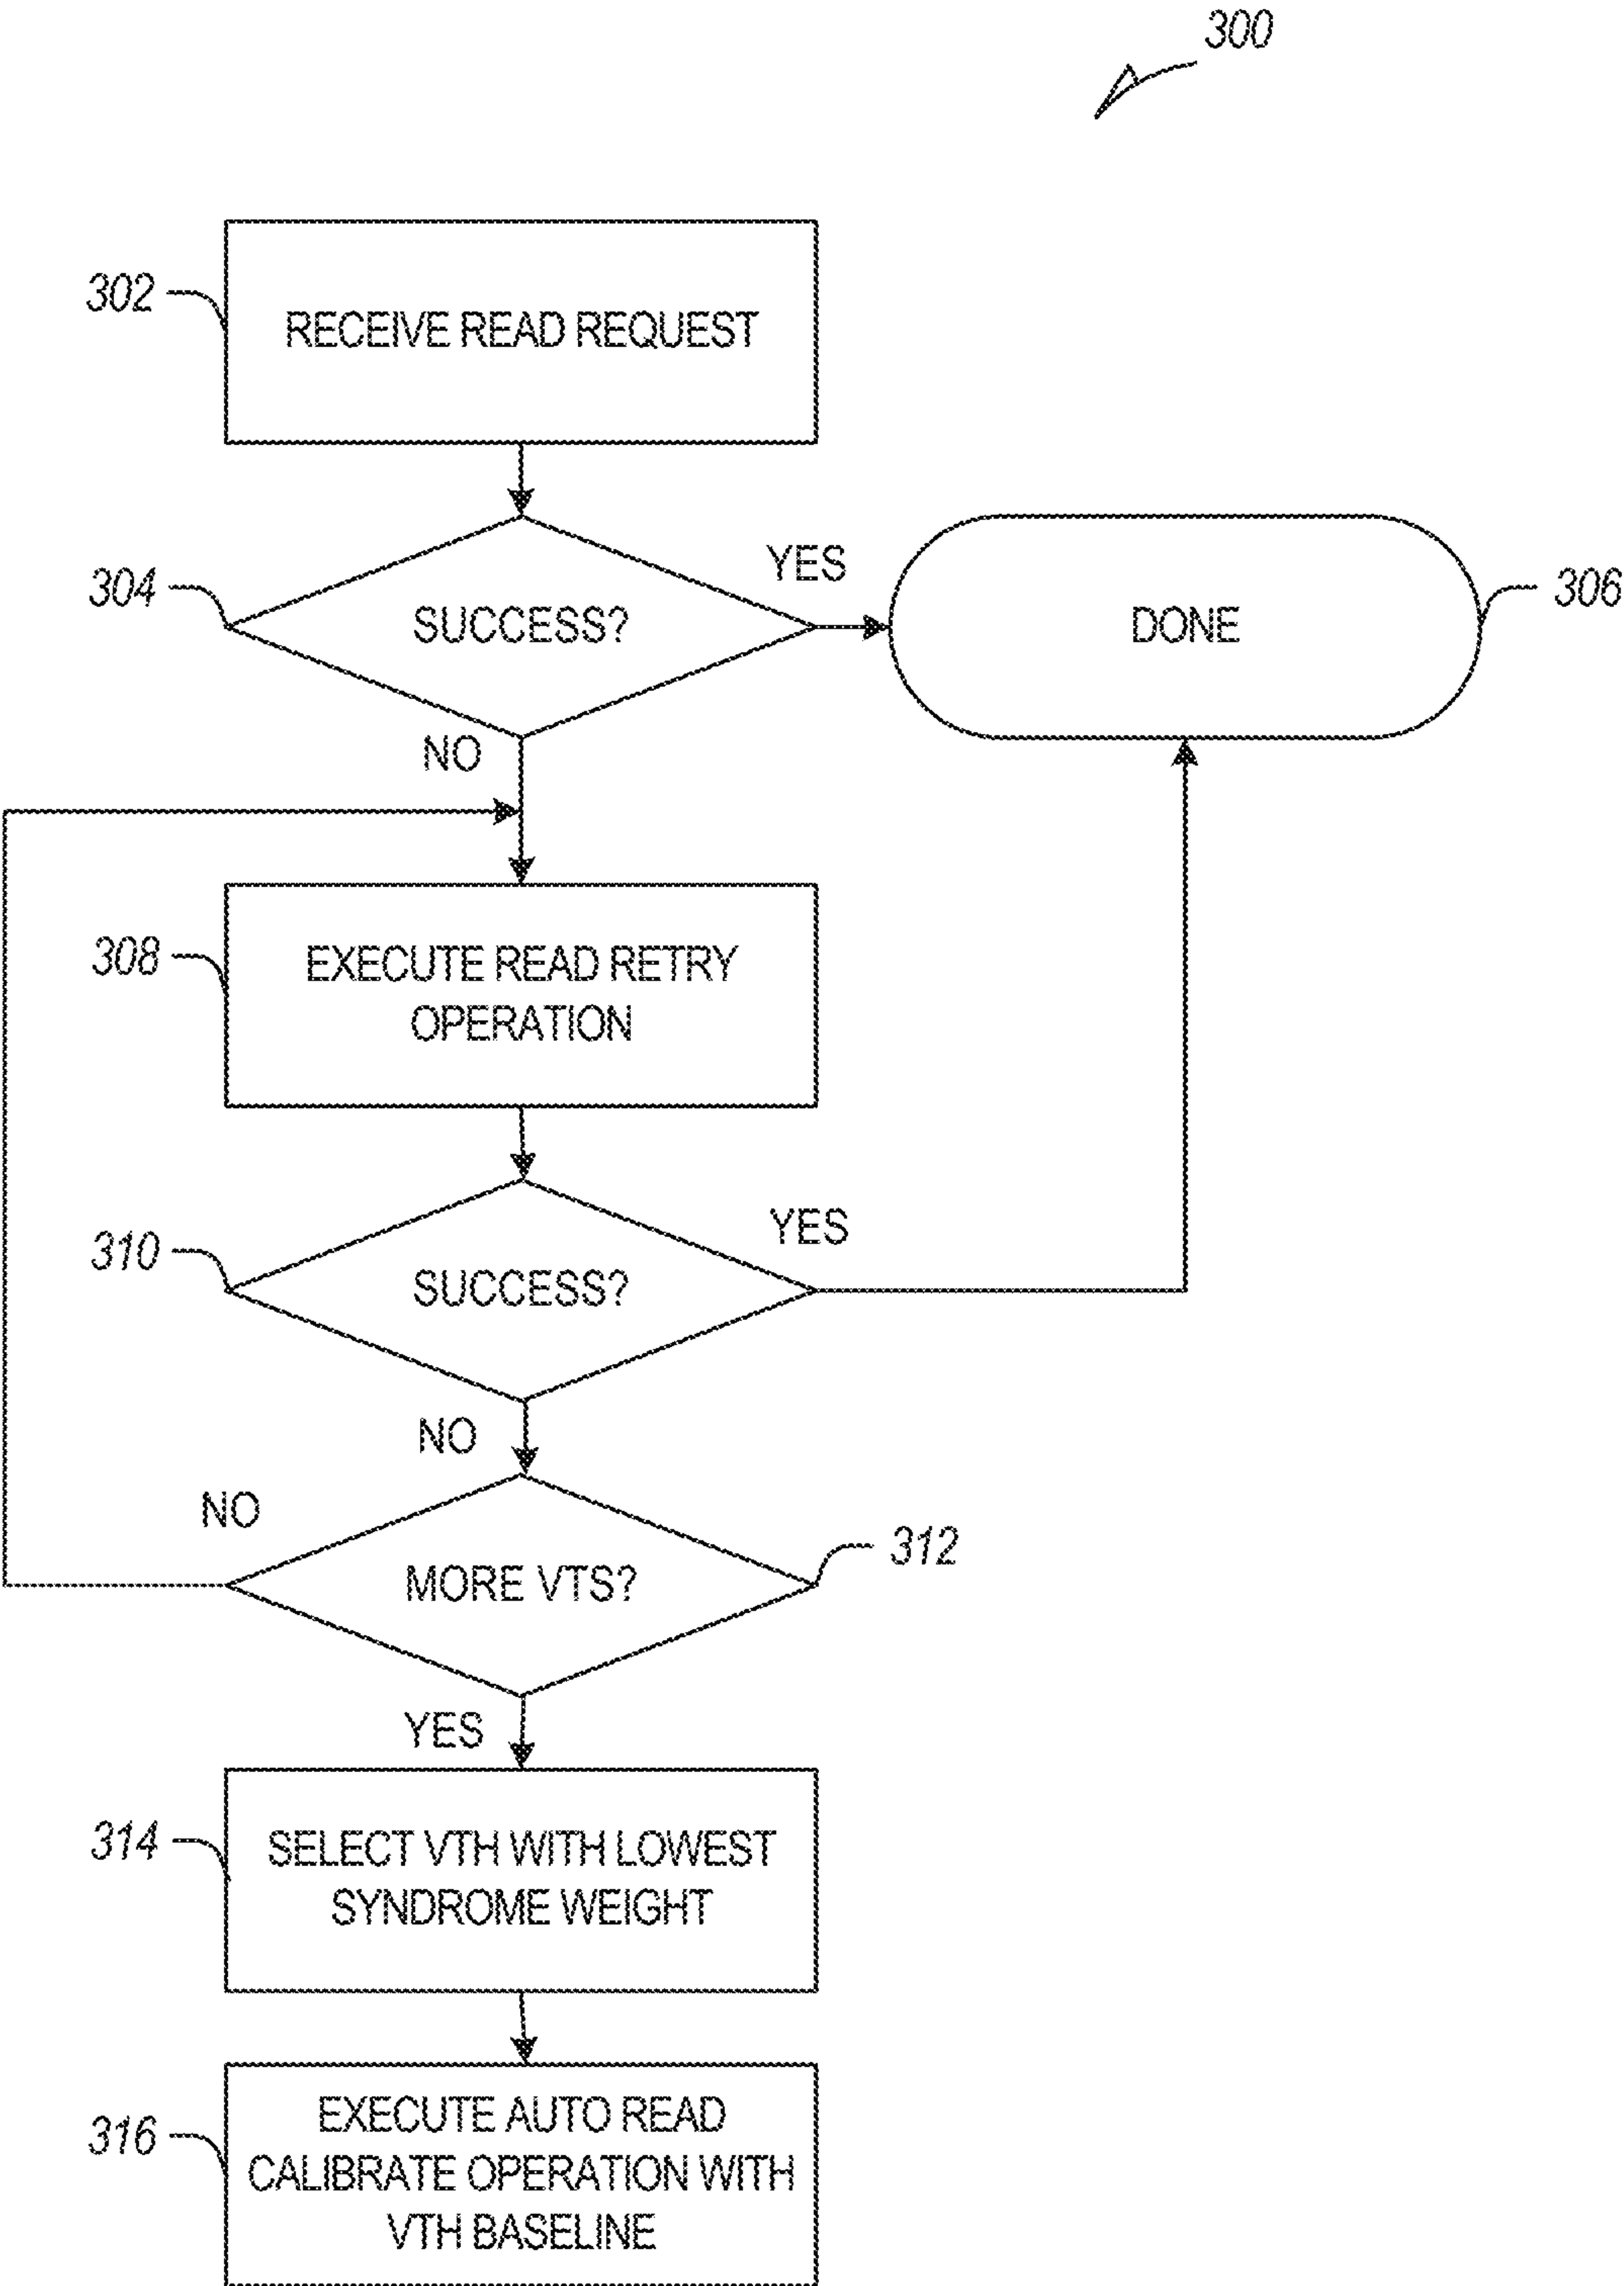 300
302
RECEIVE READ REQUEST
304
SUCCESS?
YES
DONE
306
NO
308
EXECUTE READ RETRY
OPERATION
310
SUCCESS?
YES
NO
NO
MORE VTS?
312
YES
314
SELECT VTH WITH LOWEST
SYNDROME WEIGHT
316
EXECUTE AUTO READ
CALIBRATE OPERATION WITH
VTH BASELINE